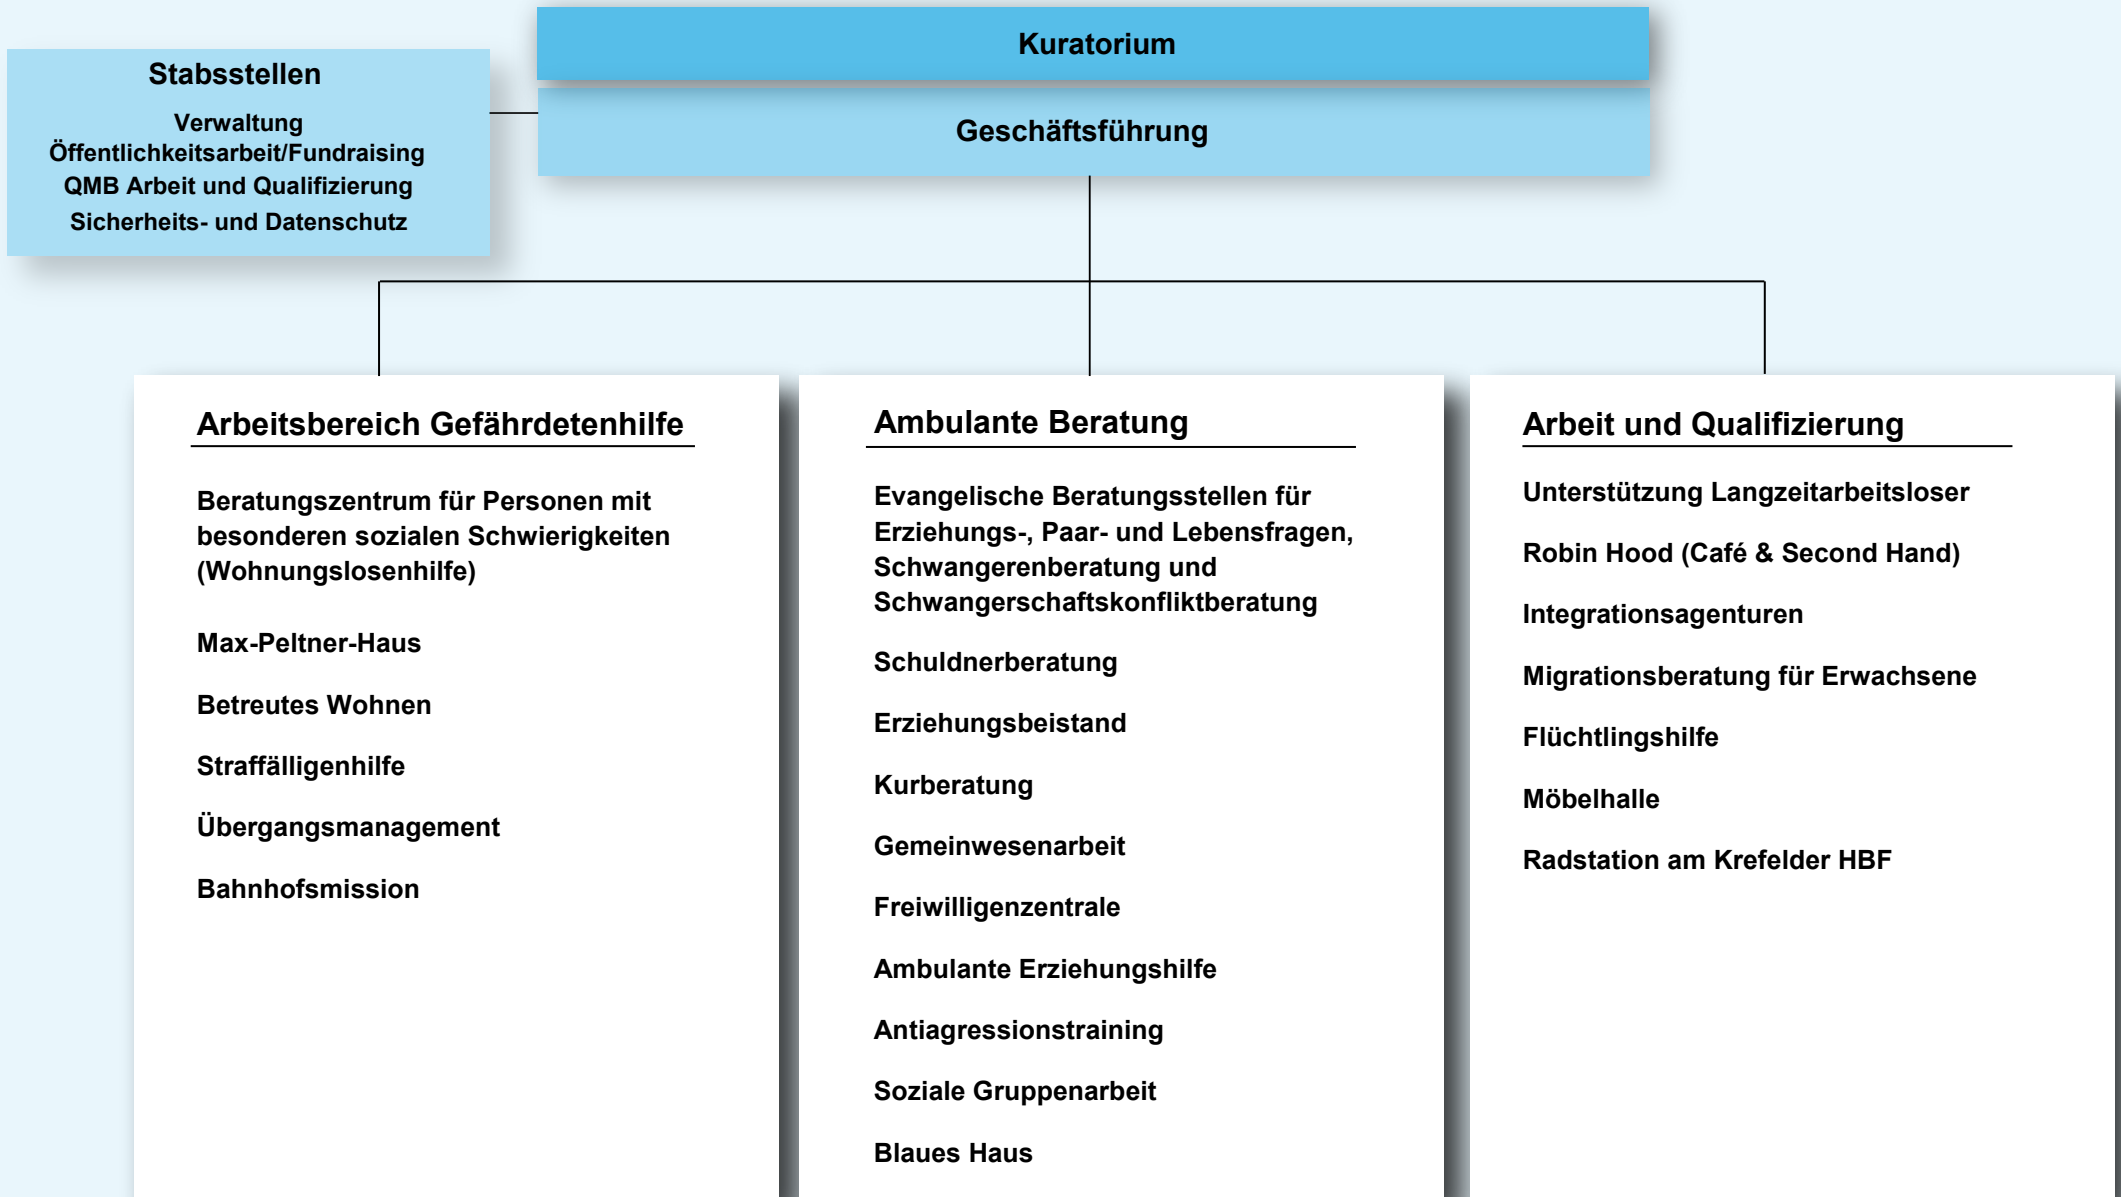 Kuratorium
Stabsstellen
Verwaltung
Öffentlichkeitsarbeit/Fundraising
QMB Arbeit und Qualifizierung
Sicherheits- und Datenschutz
Geschäftsführung
Arbeitsbereich Gefährdetenhilfe
Beratungszentrum für Personen mit
besonderen sozialen Schwierigkeiten
(Wohnungslosenhilfe)
Max-Peltner-Haus
Betreutes Wohnen
Straffälligenhilfe
Übergangsmanagement
Bahnhofsmission
Ambulante Beratung
Evangelische Beratungsstellen für
Erziehungs-, Paar- und Lebensfragen,
Schwangerenberatung und
Schwangerschaftskonfliktberatung
Schuldnerberatung
Erziehungsbeistand
Kurberatung
Gemeinwesenarbeit
Freiwilligenzentrale
Ambulante Erziehungshilfe
Antiagressionstraining
Soziale Gruppenarbeit
Blaues Haus
Arbeit und Qualifizierung
Unterstützung Langzeitarbeitsloser
Robin Hood (Café & Second Hand)
Integrationsagenturen
Migrationsberatung für Erwachsene
Flüchtlingshilfe
Möbelhalle
Radstation am Krefelder HBF